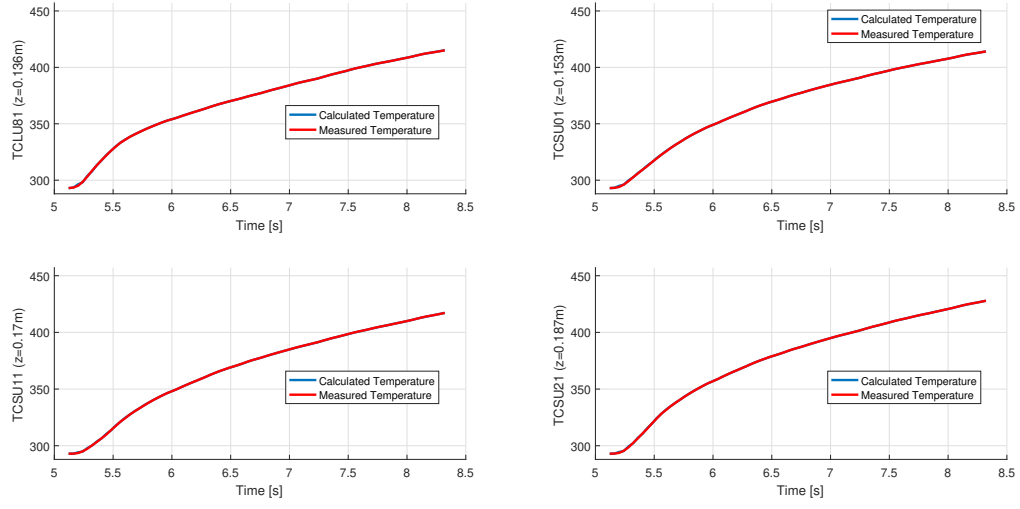 450
400
350
300
TCLU81 (z=0.136m)
Calculated Temperature
Measured Temperature
5 5.5 6 6.5 7 7.5 8 8.5
Time [s]
450
400
350
300
TCSU01 (z=0.153m)
Calculated Temperature
Measured Temperature
5 5.5 6 6.5 7 7.5 8 8.5
Time [s]
450
400
350
300
TCSU11 (z=0.17m)
Calculated Temperature
Measured Temperature
5 5.5 6 6.5 7 7.5 8 8.5
Time [s]
450
400
350
300
TCSU21 (z=0.187m)
Calculated Temperature
Measured Temperature
5 5.5 6 6.5 7 7.5 8 8.5
Time [s]